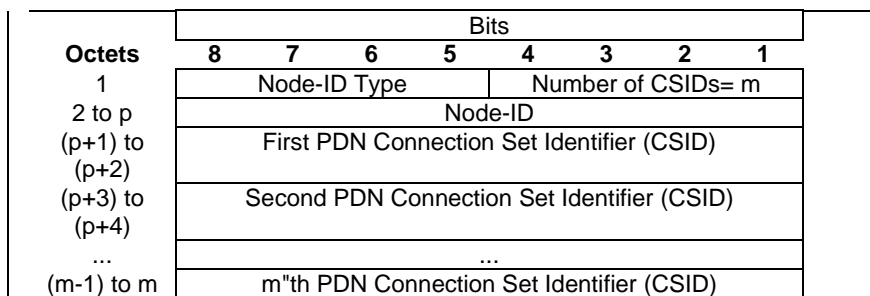 Bits
Octets 8 7 6 5 4 3 2 1
1 Node-ID Type Number of CSIDs= m
2 to p Node-ID
(p+1) to First PDN Connection Set Identifier (CSID)
(p+2)
(p+3) to Second PDN Connection Set Identifier (CSID)
(p+4)
... ...
(m-1) to m m"th PDN Connection Set Identifier (CSID)